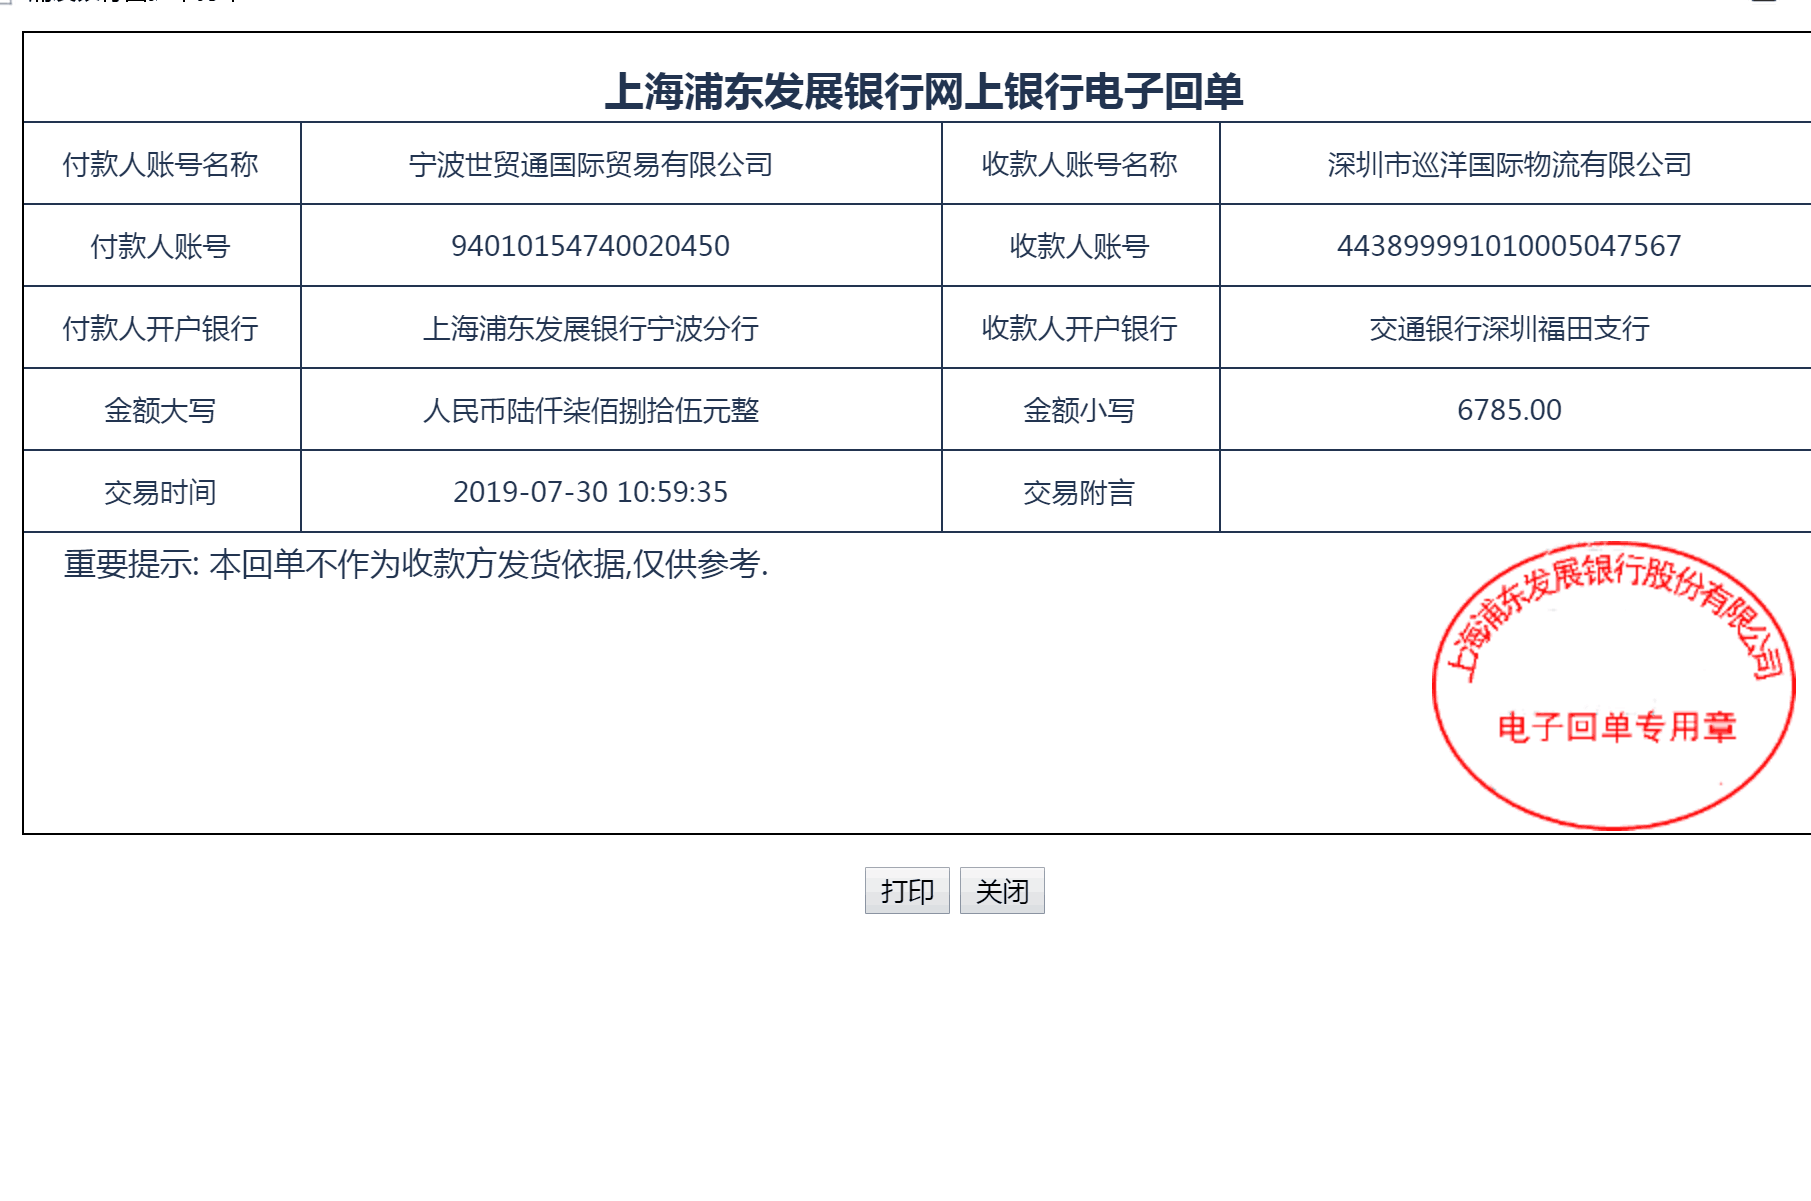 上海浦东发展银行网上银行电子回单
付款人账号名称 宁波世贸通国际贸易有限公司 收款人账号名称 深圳市巡洋国际物流有限公司
付款人账号 94010154740020450 收款人账号 443899991010005047567
付款人开户银行 上海浦东发展银行宁波分行 收款人开户银行 交通银行深圳福田支行
金额大写 人民币陆仟柒佰捌拾伍元整 金额小写 6785.00
交易时间 2019-07-30 10:59:35 交易附言
重要提示: 本回单不作为收款方发货依据,仅供参考.
上海浦东发展银行股份有限公司
电子回单专用章
打印 关闭